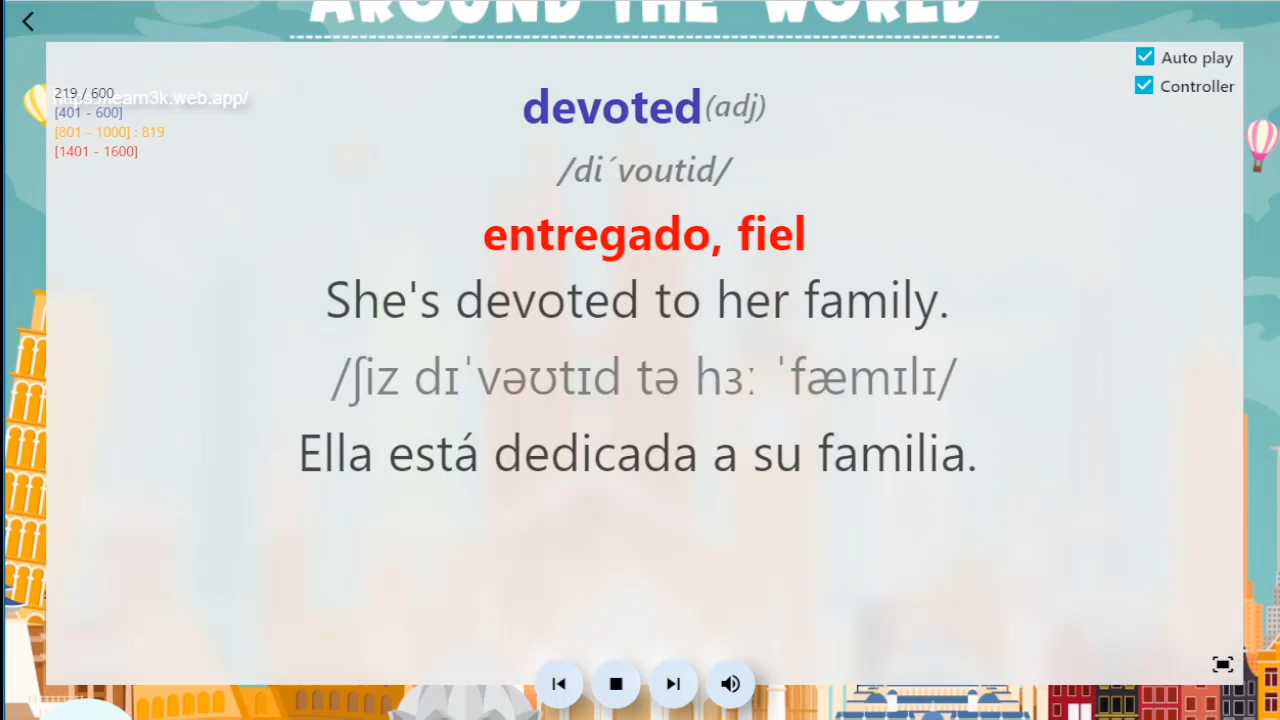 AROUND THE WORLD
Auto play
Controller
219 / 600
https://learn3k.web.app/
[401 - 600]
[801 - 1000] : 819
[1401 - 1600]
devoted(adj)
/di´voutid/
entregado, fiel
She's devoted to her family.
/ʃiz dɪˈvəʊtɪd tə hɜː ˈfæmɪlɪ/
Ella está dedicada a su familia.